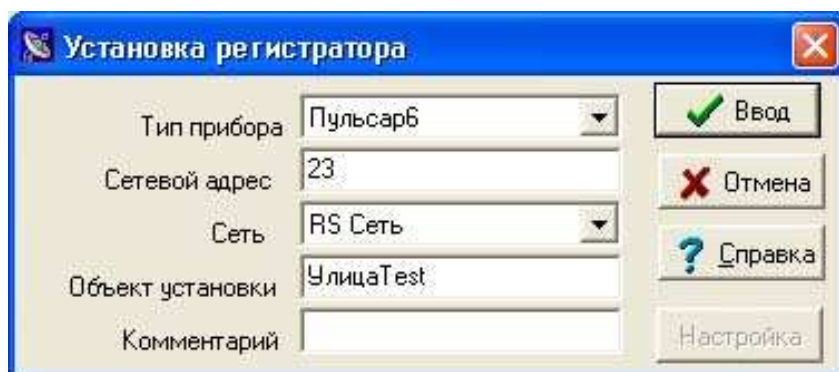 Установка регистратора
Тип прибора Пульсар6 Ввод
Сетевой адрес 23 Отмена
Сеть RS Сеть Справка
Объект установки УлицаTest
Комментарий Настройка